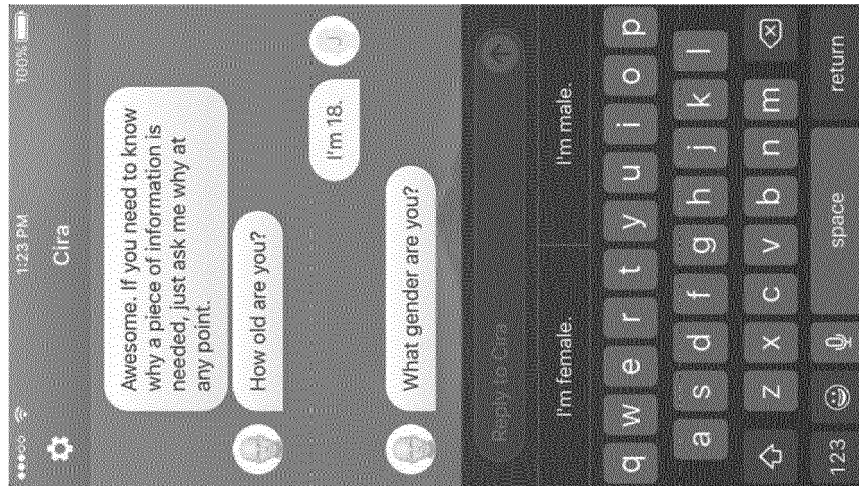 1:23 PM
100%
Cira
Awesome. If you need to know
why a piece of information is
needed, just ask me why at
any point.
How old are you?
I'm 18.
J
What gender are you?
Reply to Cira
I'm female.
I'm male.
q w e r t y u i o p
a s d f g h j k l
z x c v b n m
123
space
return